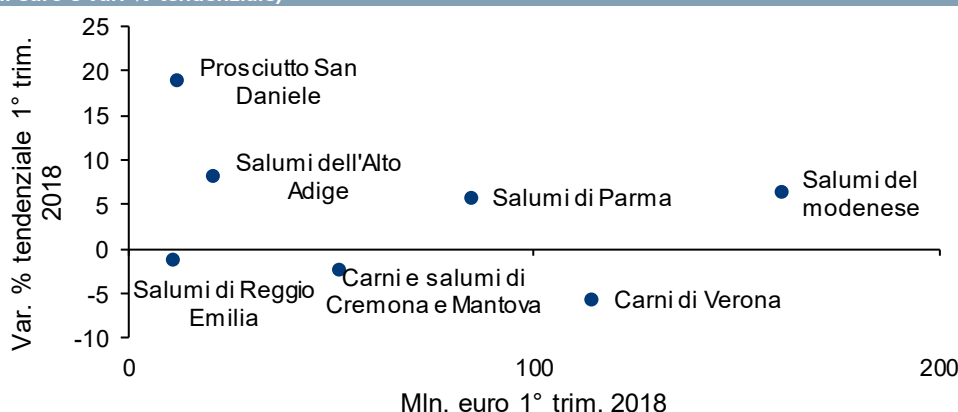 25
20
15
10
5
0
-5
-10
0
100
200
Var. % tendenziale 1° trim.
2018
Mln. euro 1° trim. 2018
Prosciutto San
Daniele
Salumi dell'Alto
Adige
Salumi di Parma
Salumi del
modenese
Salumi di Reggio
Emilia
Carni e salumi di
Cremona e Mantova
Carni di Verona